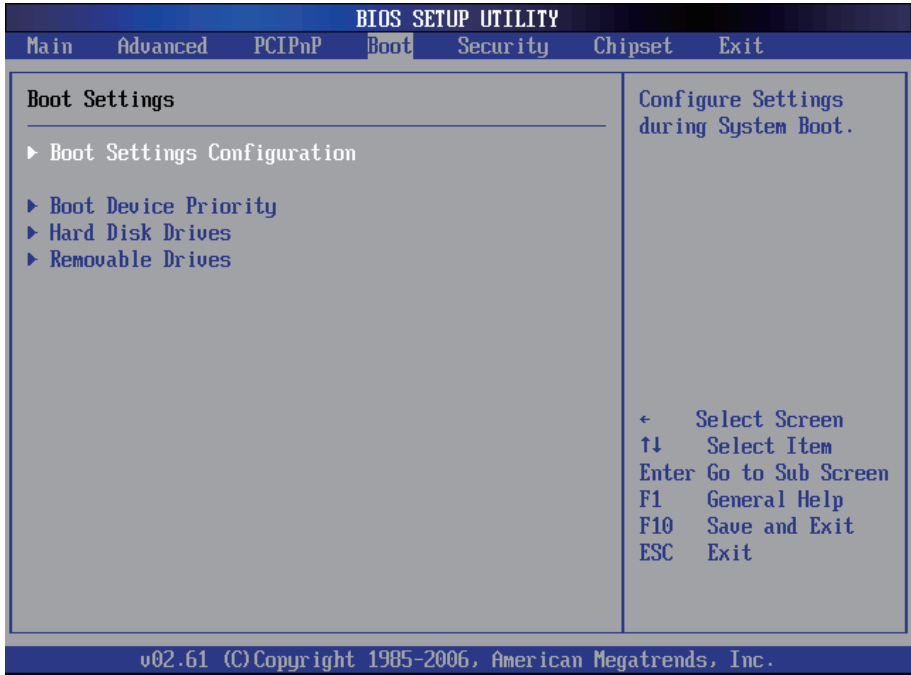 BIOS SETUP UTILITY
Main Advanced PCIPnP Boot Security Chipset Exit
Boot Settings
▶ Boot Settings Configuration
▶ Boot Device Priority
▶ Hard Disk Drives
▶ Removable Drives
Configure Settings
during System Boot.
← Select Screen
↑↓ Select Item
Enter Go to Sub Screen
F1 General Help
F10 Save and Exit
ESC Exit
v02.61 (C)Copyright 1985-2006, American Megatrends, Inc.